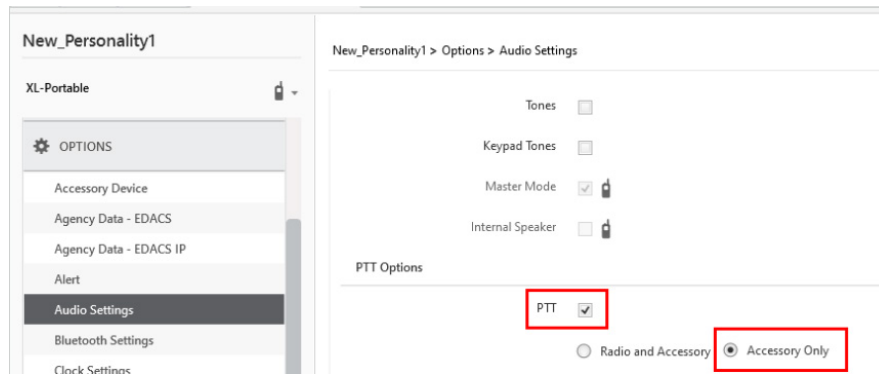 New_Personality1
XL-Portable
OPTIONS
Accessory Device
Agency Data - EDACS
Agency Data - EDACS IP
Alert
Audio Settings
Bluetooth Settings
Clock Settings
New_Personality1 > Options > Audio Settings
Tones
Keypad Tones
Master Mode
Internal Speaker
PTT Options
PTT
Radio and Accessory Accessory Only